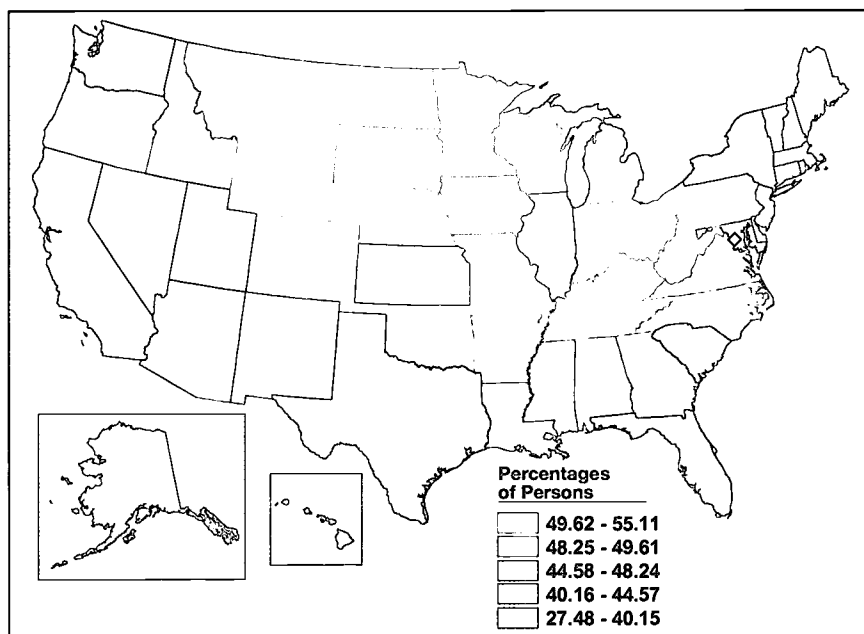 Percentages
of Persons
49.62 - 55.11
48.25 - 49.61
44.58 - 48.24
40.16 - 44.57
27.48 - 40.15